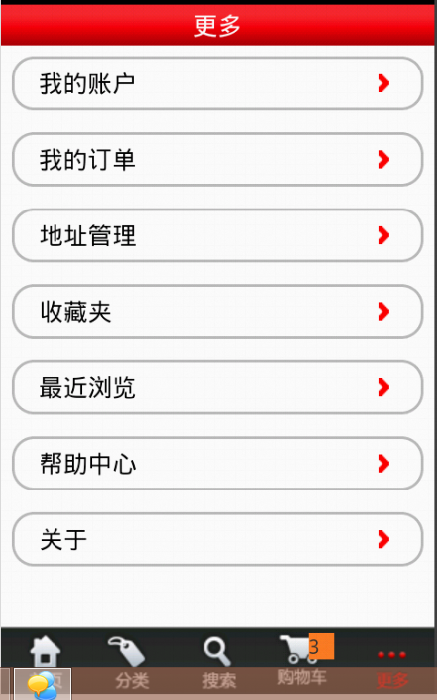 更多
我的账户
我的订单
地址管理
收藏夹
最近浏览
帮助中心
关于
3
页
分类
搜索
购物车
更多